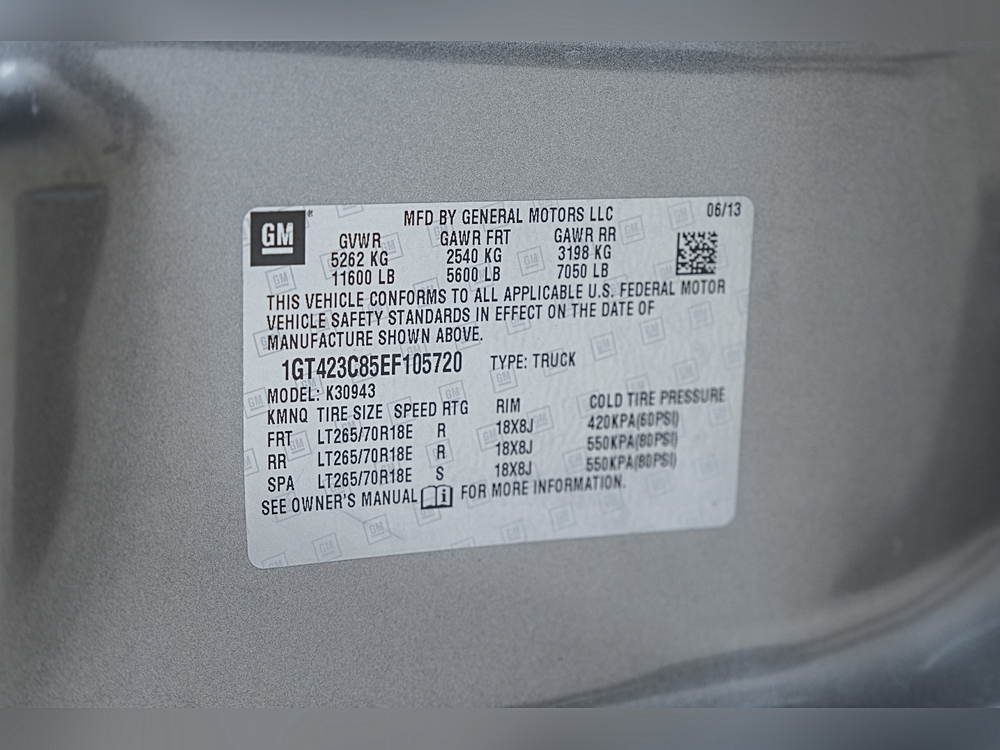 GM
MFD BY GENERAL MOTORS LLC 06/13
GVWR GAWR FRT GAWR RR
5262 KG 2540 KG 3198 KG
11600 LB 5600 LB 7050 LB
THIS VEHICLE CONFORMS TO ALL APPLICABLE U.S. FEDERAL MOTOR
VEHICLE SAFETY STANDARDS IN EFFECT ON THE DATE OF
MANUFACTURE SHOWN ABOVE.
1GT423C85EF105720 TYPE: TRUCK
MODEL: K30943
KMNQ TIRE SIZE SPEED RTG RIM COLD TIRE PRESSURE
FRT LT265/70R18E R 18X8J 420KPA(60PSI)
RR LT265/70R18E R 18X8J 550KPA(80PSI)
SPA LT265/70R18E S 18X8J 550KPA(80PSI)
SEE OWNER'S MANUAL FOR MORE INFORMATION.